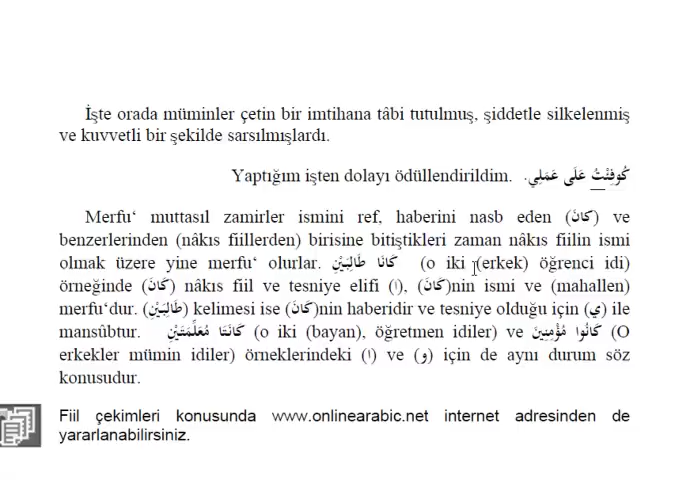 İşte orada müminler çetin bir imtihana tâbi tutulmuş, şiddetle silkelenmiş
ve kuvvetli bir şekilde sarsılmışlardı.
Yaptığım işten dolayı ödüllendirildim. كُوفِئْتُ عَلَى عَمَلِي.
Merfu‘ muttasıl zamirler ismini ref, haberini nasb eden (كَانَ) ve
benzerlerinden (nâkıs fiillerden) birisine bitiştikleri zaman nâkıs fiilin ismi
olmak üzere yine merfu‘ olurlar. كَانَا طَالِبَيْنِ (o iki (erkek) öğrenci idi)
örneğinde (كَانَ) nâkıs fiil ve tesniye elifi (ا), (كَانَ)nin ismi ve (mahallen)
merfu‘dur. (طَالِبَيْنِ) kelimesi ise (كَانَ)nin haberidir ve tesniye olduğu için (ي) ile
mansûbtur. كَانَتَا مُعَلِّمَتَيْنِ (o iki (bayan), öğretmen idiler) ve كَانُوا مُؤْمِنِينَ (O
erkekler mümin idiler) örneklerindeki (ا) ve (و) için de aynı durum söz
konusudur.
Fiil çekimleri konusunda www.onlinearabic.net internet adresinden de
yararlanabilirsiniz.